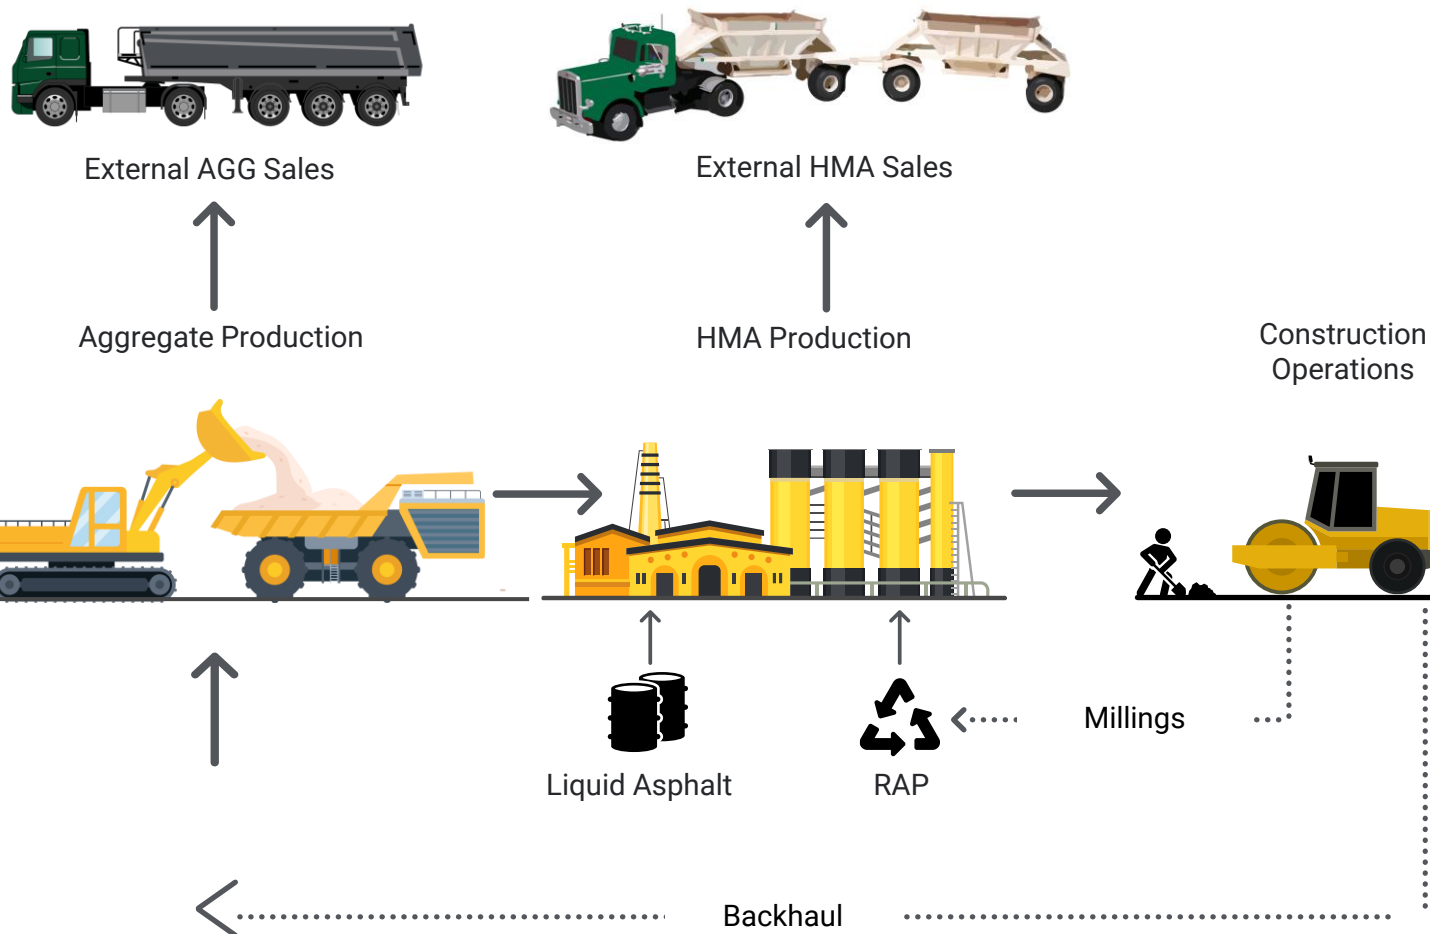 External AGG Sales
External HMA Sales
Aggregate Production
HMA Production
Construction
Operations
Millings
Liquid Asphalt
RAP
Backhaul